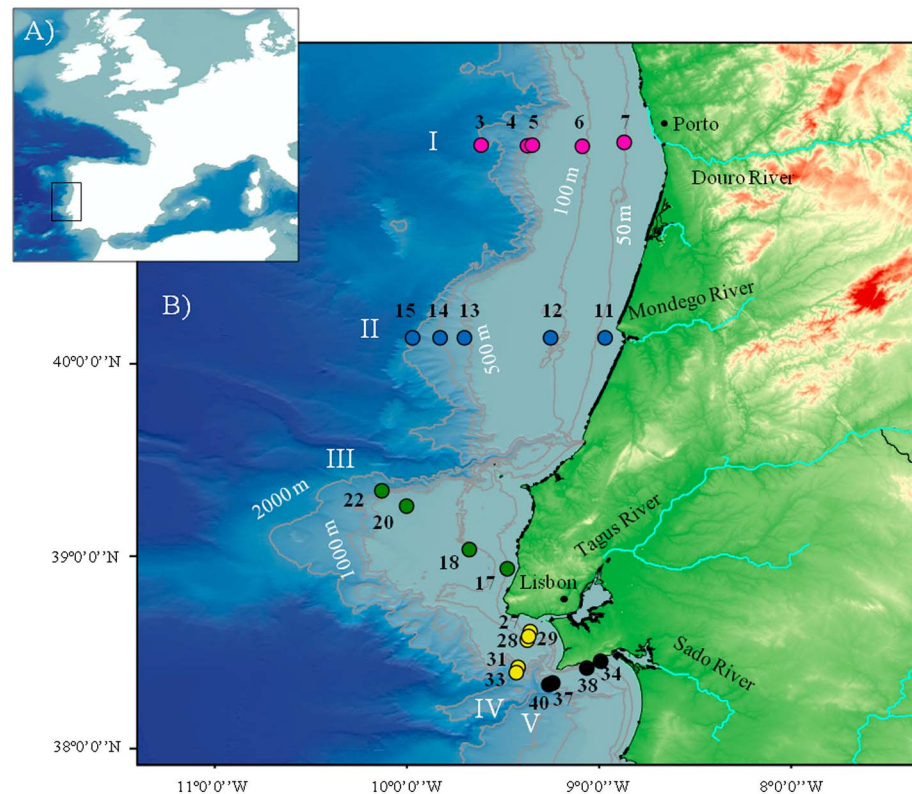 A)
B)
3 4 5 6 7
I
Porto
Douro River
100 m
50 m
Mondego River
15 14 13 12 11
II
500 m
40°0'0''N
III
2000 m
22
20
1000 m
18
17
39°0'0''N
Tagus River
Lisbon
27
28 29
31
33
Sado River
34
38
37
40
IV V
38°0'0''N
11°0'0''W 10°0'0''W 9°0'0''W 8°0'0''W